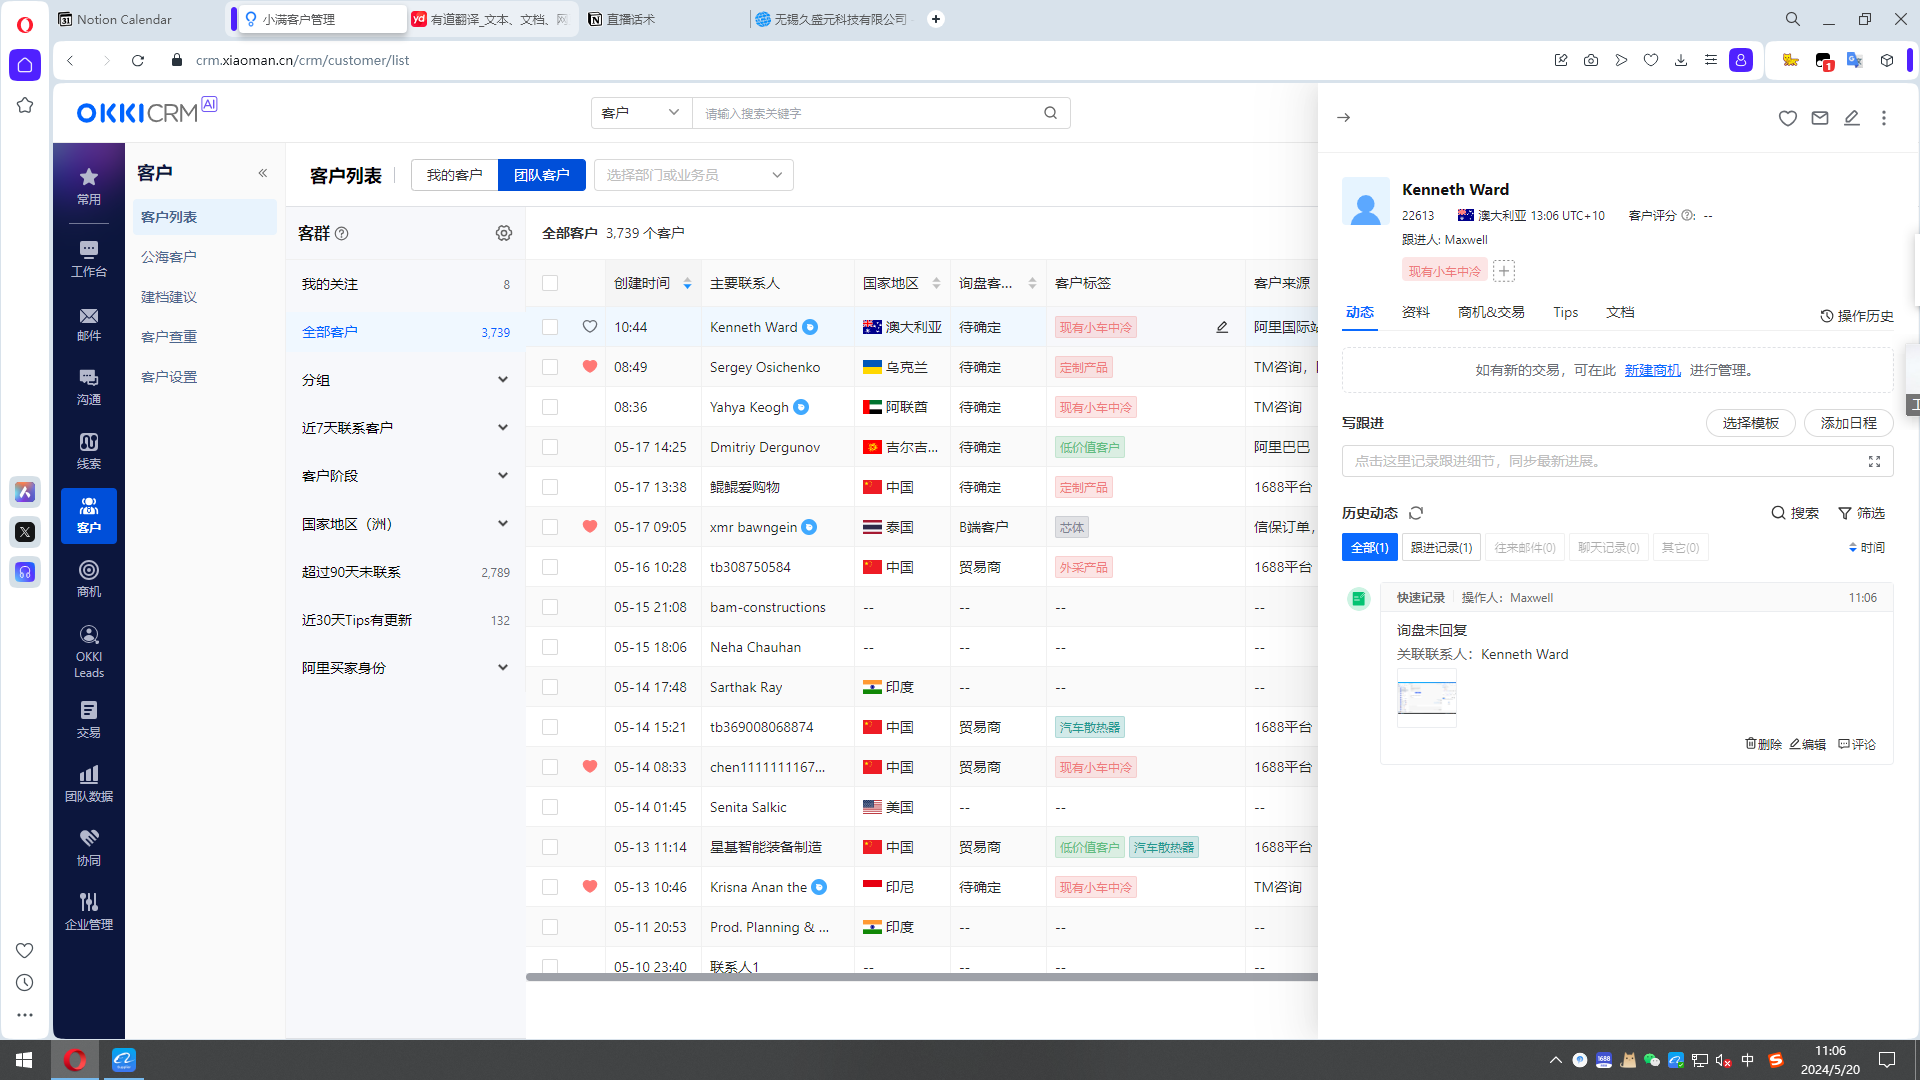 Notion Calendar
小满客户管理
有道翻译_文本、文档、网
直播话术
无锡久盛元科技有限公司
crm.xiaoman.cn/crm/customer/list
1
OKKICRM AI
客户
请输入搜索关键字
常用
工作台
邮件
沟通
线索
客户
商机
OKKI Leads
交易
团队数据
协同
企业管理
客户
客户列表
公海客户
建档建议
客户查重
客户设置
客户列表
我的客户
团队客户
选择部门或业务员
客群
我的关注 8
全部客户 3,739
分组
近7天联系客户
客户阶段
国家地区（洲）
超过90天未联系 2,789
近30天Tips有更新 132
阿里买家身份
全部客户 3,739 个客户
创建时间 主要联系人 国家地区 询盘客... 客户标签 客户来源
10:44 Kenneth Ward 澳大利亚 待确定 现有小车中冷 阿里国际站
08:49 Sergey Osichenko 乌克兰 待确定 定制产品 TM咨询，
08:36 Yahya Keogh 阿联酋 待确定 现有小车中冷 TM咨询
05-17 14:25 Dmitriy Dergunov 吉尔吉... 待确定 低价值客户 阿里巴巴
05-17 13:38 鲲鲲爱购物 中国 待确定 定制产品 1688平台
05-17 09:05 xmr bawngein 泰国 B端客户 芯体 信保订单，
05-16 10:28 tb308750584 中国 贸易商 外采产品 1688平台
05-15 21:08 bam-constructions -- -- -- --
05-15 18:06 Neha Chauhan -- -- -- --
05-14 17:48 Sarthak Ray 印度 -- -- --
05-14 15:21 tb369008068874 中国 贸易商 汽车散热器 1688平台
05-14 08:33 chen1111111167... 中国 贸易商 现有小车中冷 1688平台
05-14 01:45 Senita Salkic 美国 -- -- --
05-13 11:14 星基智能装备制造 中国 贸易商 低价值客户 汽车散热器 1688平台
05-13 10:46 Krisna Anan the 印尼 待确定 现有小车中冷 TM咨询
05-11 20:53 Prod. Planning & ... 印度 -- -- --
05-10 23:40 联系人1 -- -- -- --
Kenneth Ward
22613 澳大利亚 13:06 UTC+10 客户评分 : --
跟进人: Maxwell
现有小车中冷
动态 资料 商机&交易 Tips 文档 操作历史
如有新的交易，可在此 新建商机 进行管理。
写跟进 选择模板 添加日程
点击这里记录跟进细节，同步最新进展。
历史动态 搜索 筛选
全部(1) 跟进记录(1) 往来邮件(0) 聊天记录(0) 其它(0) 时间
快速记录 操作人：Maxwell 11:06
询盘未回复
关联联系人：Kenneth Ward
删除 编辑 评论
中
11:06
2024/5/20